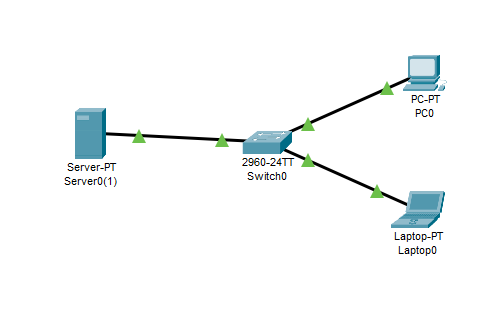 PC-PT
PC0
Server-PT
Server0(1)
2960-24TT
Switch0
Laptop-PT
Laptop0